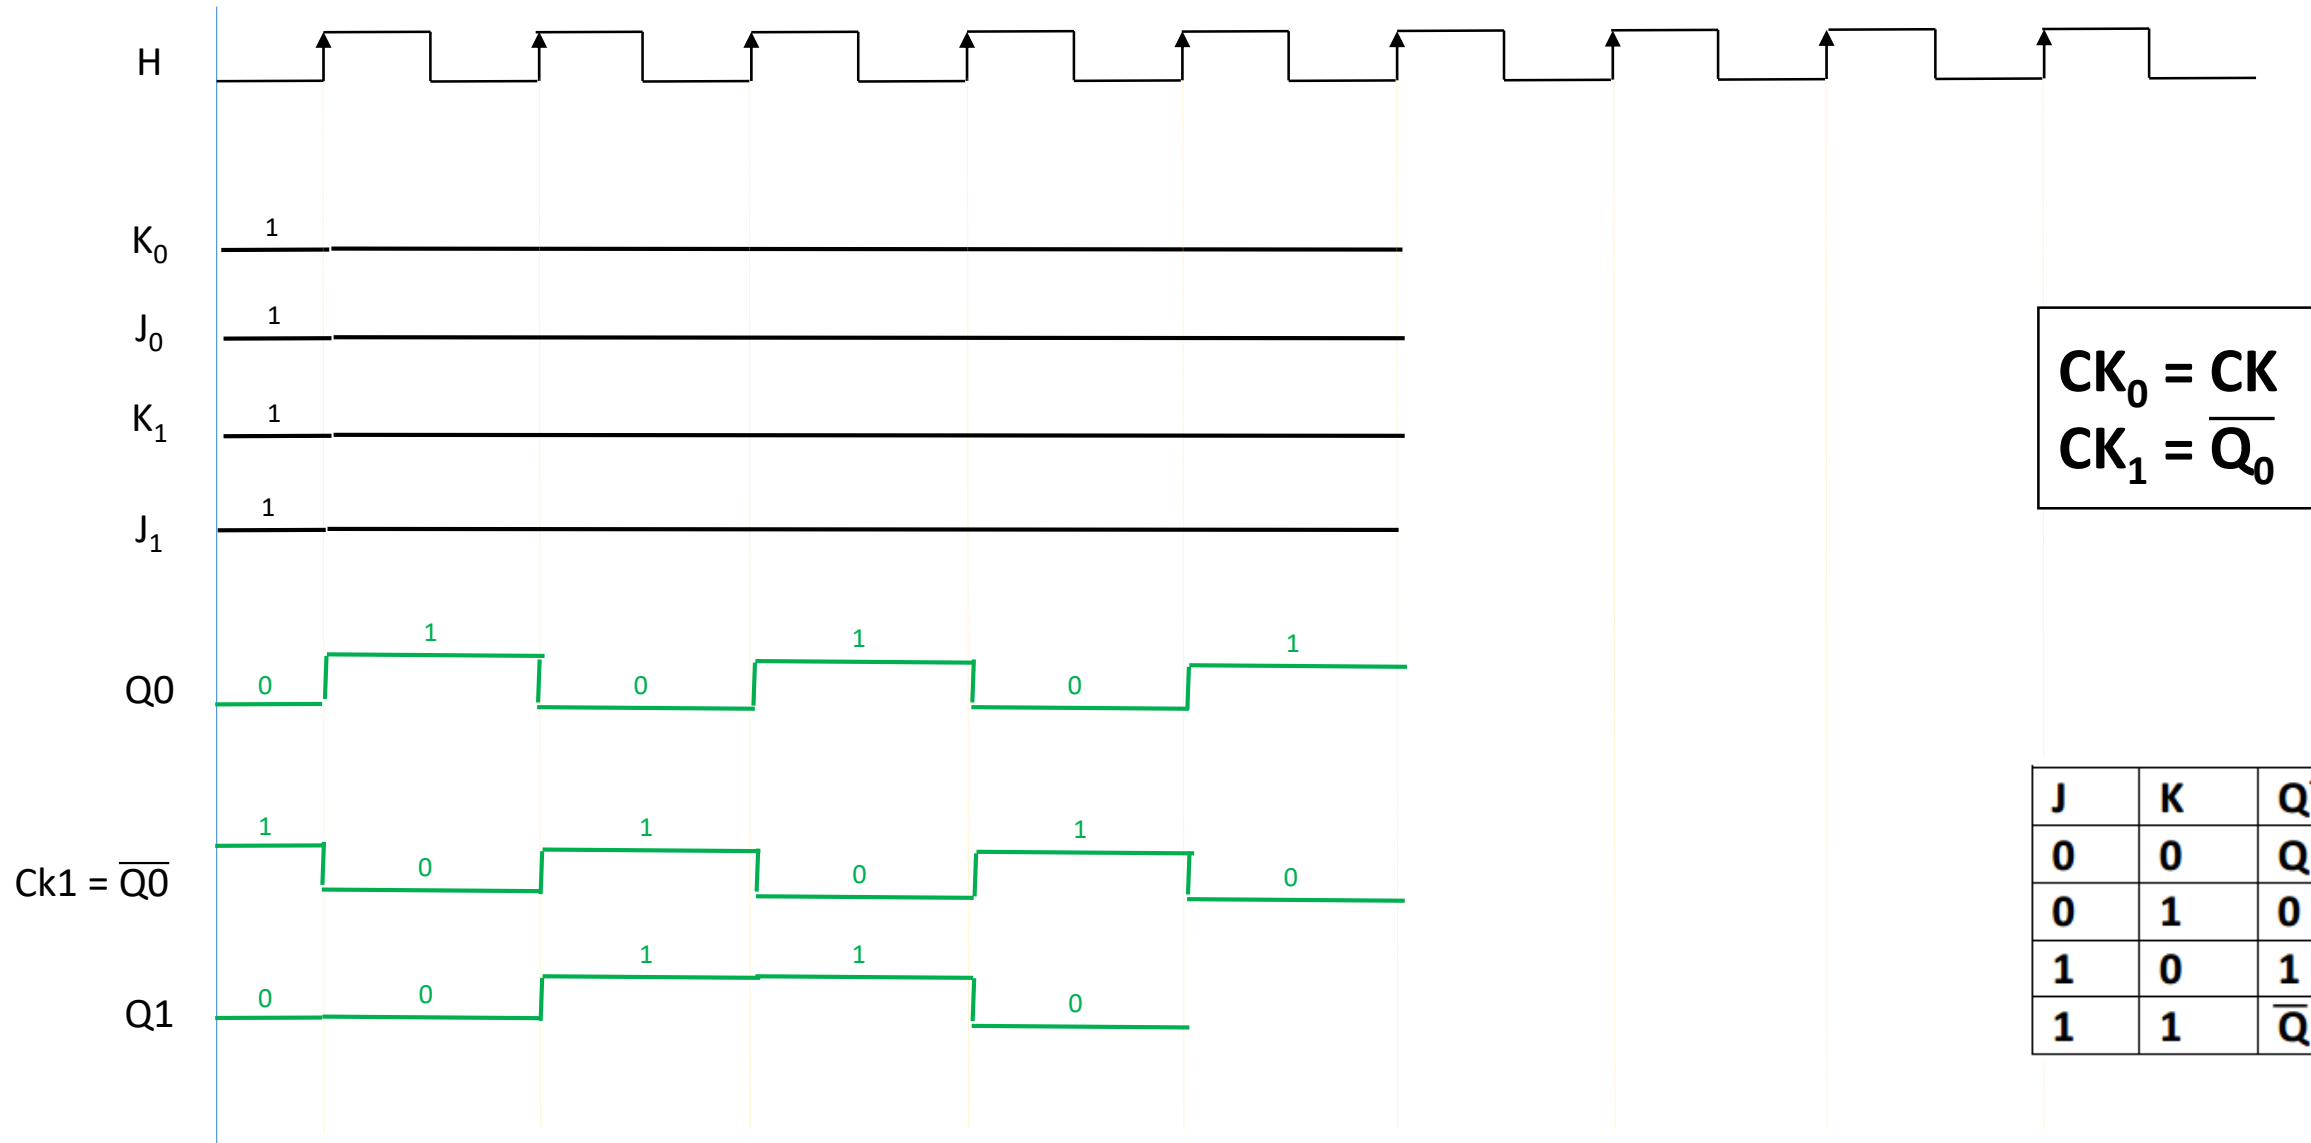 H
1
K₀
1
J₀
1
K₁
1
J₁
CK₀ = CK
CK₁ = Q̅₀
1 1 1
Q0 0 0 0
1 1 1
Ck1 = Q̅0̅ 0 0 0
1 1
Q1 0 0 0
J K Q
0 0 Q
0 1 0
1 0 1
1 1 Q̅